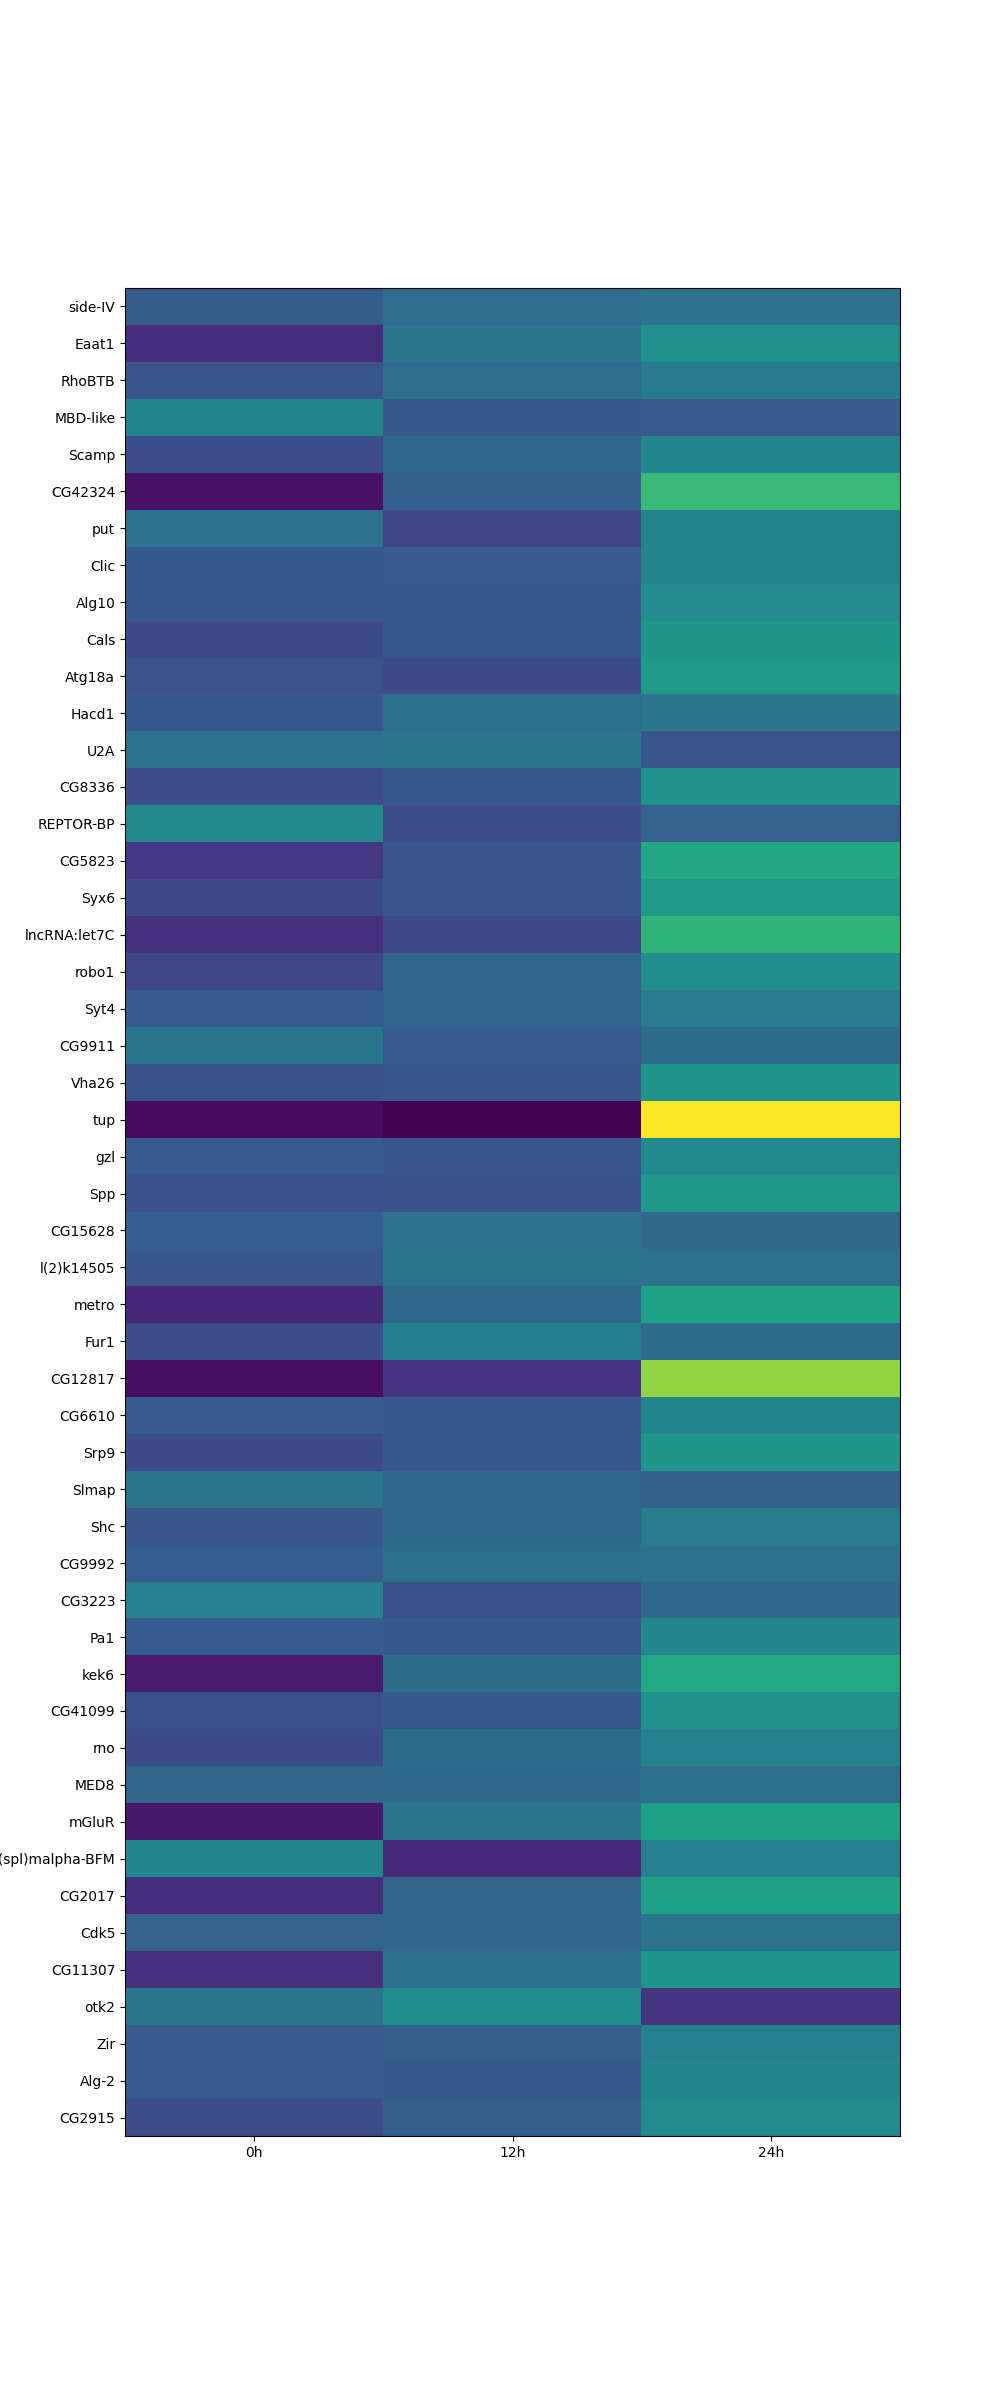 side-IV
Eaat1
RhoBTB
MBD-like
Scamp
CG42324
put
Clic
Alg10
Cals
Atg18a
Hacd1
U2A
CG8336
REPTOR-BP
CG5823
Syx6
lncRNA:let7C
robo1
Syt4
CG9911
Vha26
tup
gzl
Spp
CG15628
l(2)k14505
metro
Fur1
CG12817
CG6610
Srp9
Slmap
Shc
CG9992
CG3223
Pa1
kek6
CG41099
rno
MED8
mGluR
(spl)malpha-BFM
CG2017
Cdk5
CG11307
otk2
Zir
Alg-2
CG2915
0h 12h 24h